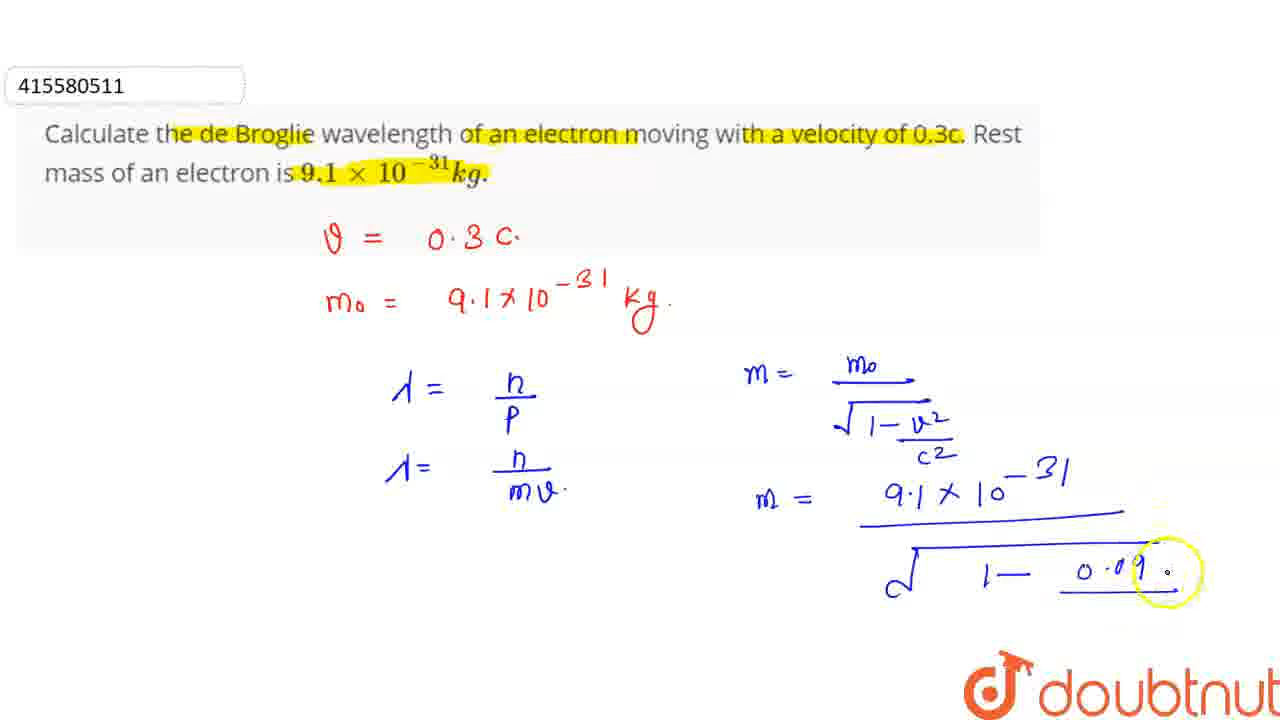 415580511
Calculate the de Broglie wavelength of an electron moving with a velocity of 0.3c. Rest
mass of an electron is 9.1 × 10⁻³¹kg.
v = 0.3 c.
m₀ = 9.1 × 10⁻³¹ kg.
λ = h/p
λ = h/mv.
m = m₀/√(1 - v²/c²)
m = 9.1 × 10⁻³¹/√(1 - 0.09)
doubtnut